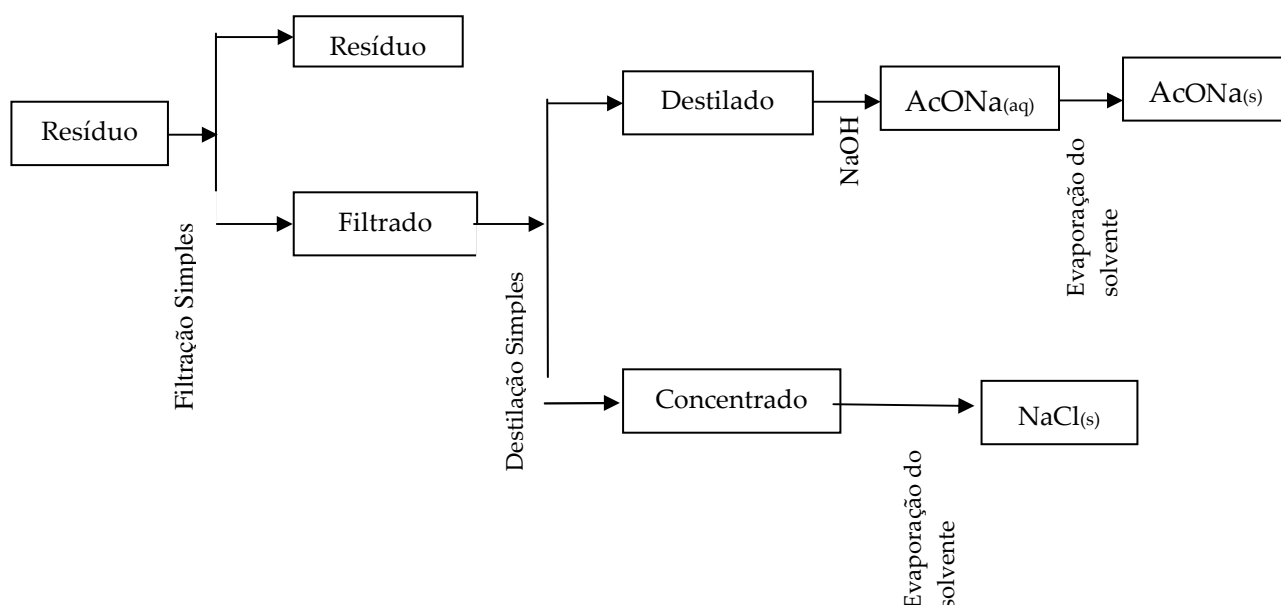 Resíduo
Resíduo
Filtração Simples
Filtrado
Destilação Simples
Destilado
NaOH
AcONa(aq)
Evaporação do
solvente
AcONa(s)
Concentrado
Evaporação do
solvente
NaCl(s)